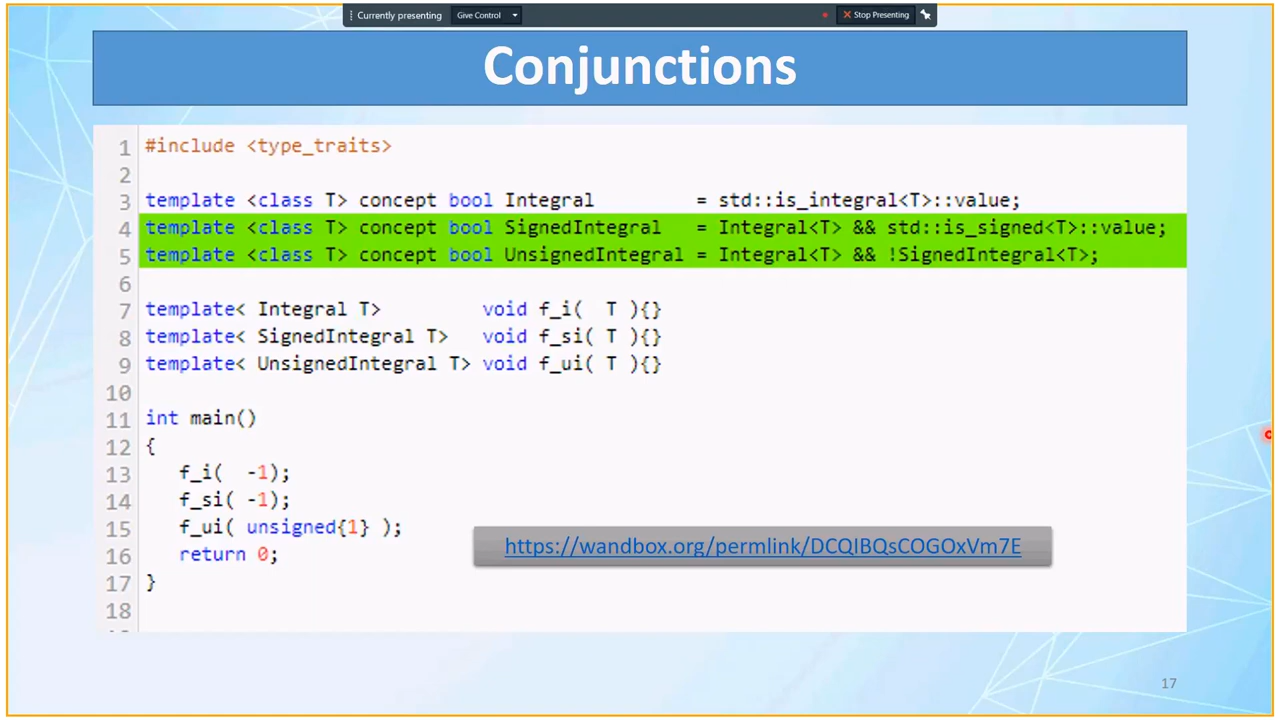 Currently presenting Give Control Stop Presenting
Conjunctions
1 #include <type_traits>
2
3 template <class T> concept bool Integral = std::is_integral<T>::value;
4 template <class T> concept bool SignedIntegral = Integral<T> && std::is_signed<T>::value;
5 template <class T> concept bool UnsignedIntegral = Integral<T> && !SignedIntegral<T>;
6
7 template< Integral T> void f_i( T ){}
8 template< SignedIntegral T> void f_si( T ){}
9 template< UnsignedIntegral T> void f_ui( T ){}
10
11 int main()
12 {
13 f_i( -1);
14 f_si( -1);
15 f_ui( unsigned{1} );
16 return 0;
17 }
18
https://wandbox.org/permlink/DCQIBQsCOGOxVm7E
17